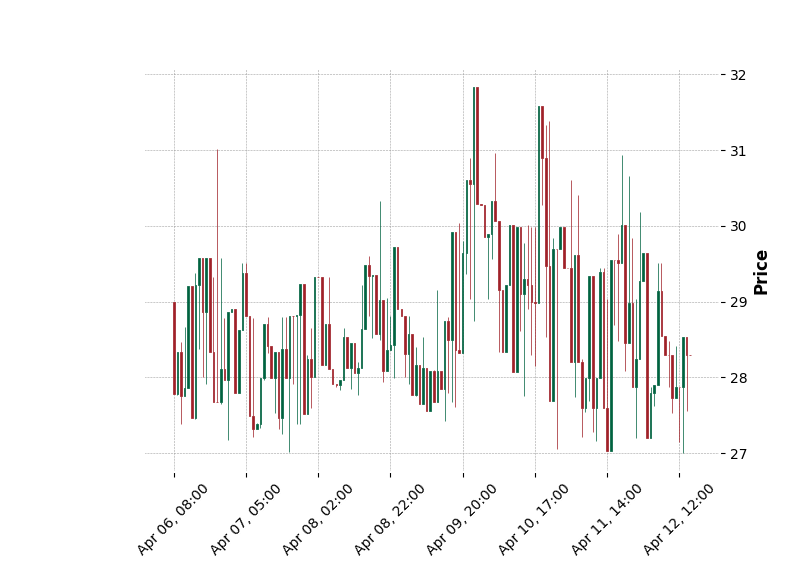 32
31
30
29
28
27
Price
Apr 06, 08:00
Apr 07, 05:00
Apr 08, 02:00
Apr 08, 22:00
Apr 09, 20:00
Apr 10, 17:00
Apr 11, 14:00
Apr 12, 12:00